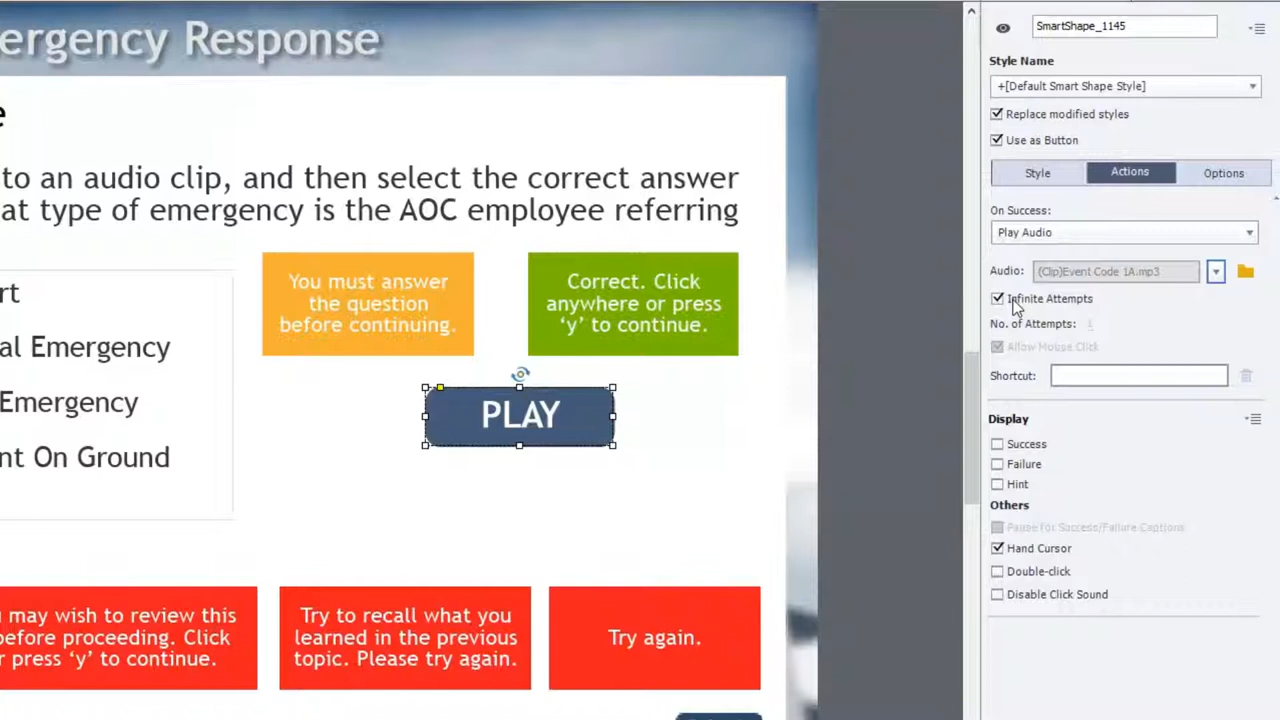 ergency Response
e
to an audio clip, and then select the correct answer
at type of emergency is the AOC employee referring
rt
al Emergency
Emergency
nt On Ground
You must answer
the question
before continuing.
Correct. Click
anywhere or press
‘y’ to continue.
PLAY
may wish to review this
before proceeding. Click
r press ‘y’ to continue.
Try to recall what you
learned in the previous
topic. Please try again.
Try again.
SmartShape_1145
Style Name
+[Default Smart Shape Style]
Replace modified styles
Use as Button
Style
Actions
Options
On Success:
Play Audio
Audio:
(Clip)Event Code 1A.mp3
Infinite Attempts
No. of Attempts:
Allow Mouse Click
Shortcut:
Display
Success
Failure
Hint
Others
Pause for Success/Failure Captions
Hand Cursor
Double-click
Disable Click Sound